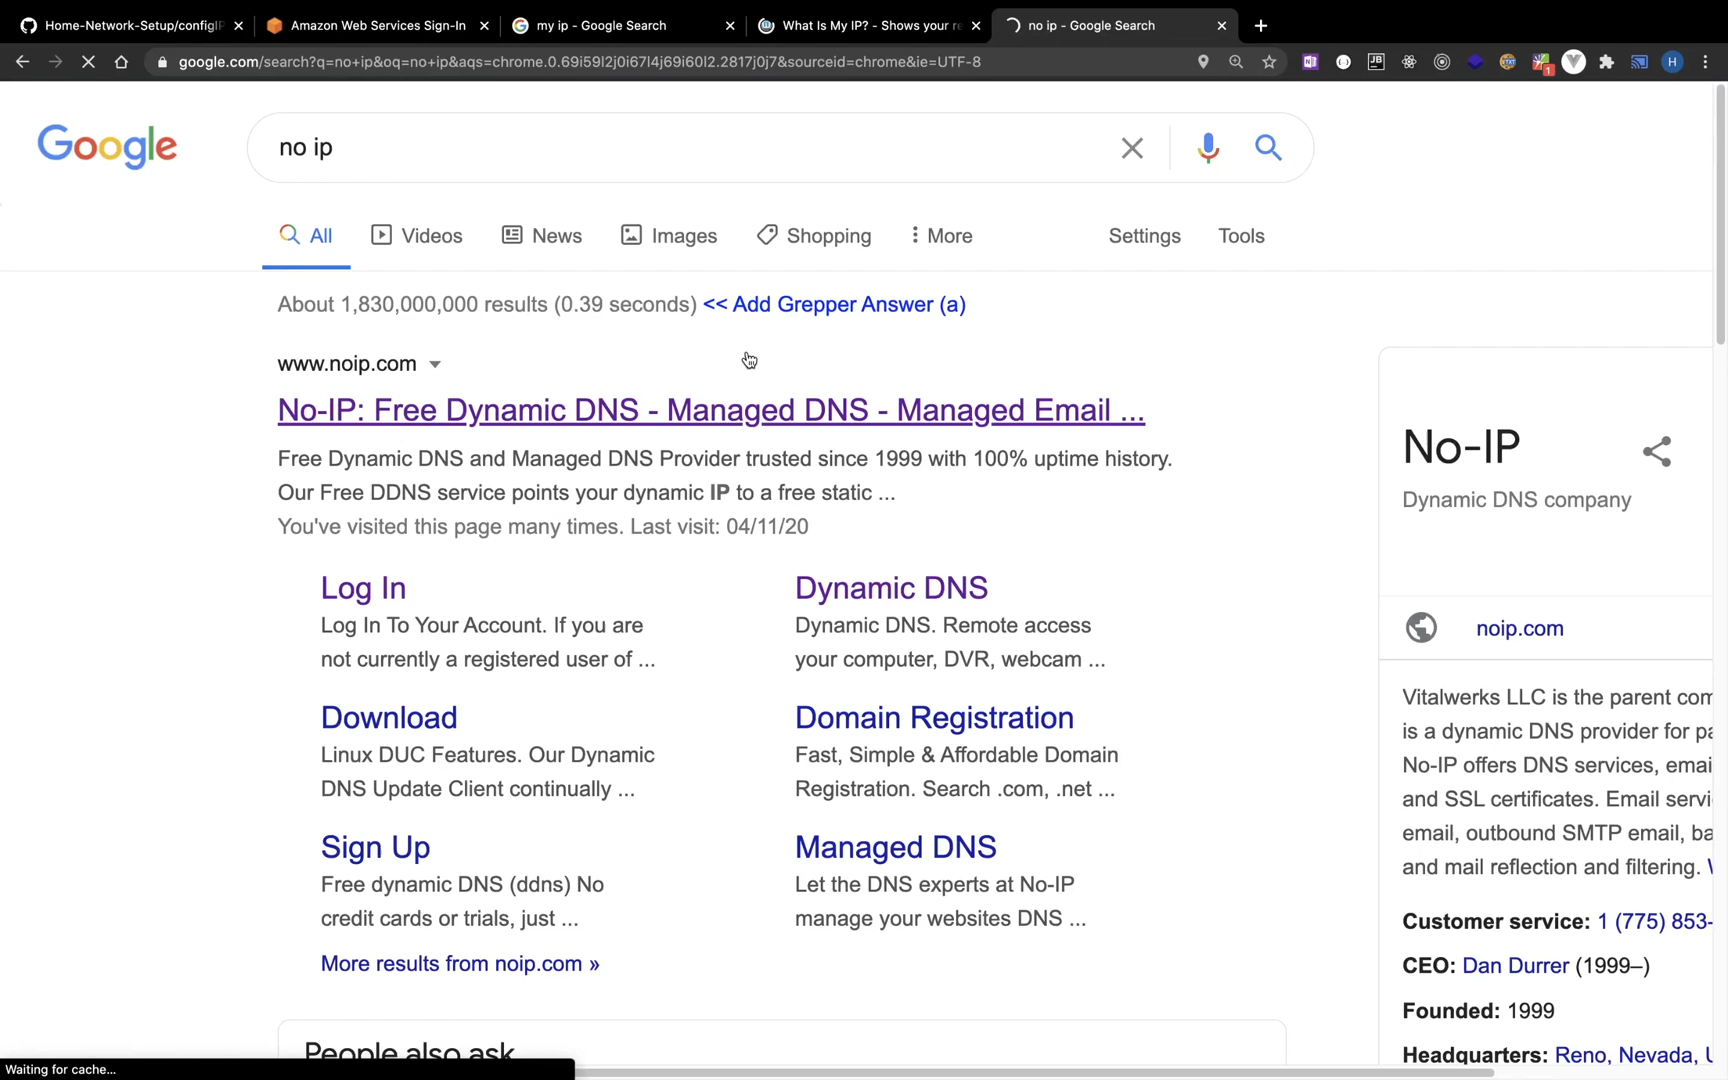 Home-Network-Setup/configIP
Amazon Web Services Sign-In
my ip - Google Search
What Is My IP? - Shows your re
no ip - Google Search
google.com/search?q=no+ip&oq=no+ip&aqs=chrome.0.69i59l2j0i67l4j69i60l2.2817j0j7&sourceid=chrome&ie=UTF-8
JB
1
H
Google
no ip
All
Videos
News
Images
Shopping
More
Settings
Tools
About 1,830,000,000 results (0.39 seconds) << Add Grepper Answer (a)
www.noip.com
No-IP: Free Dynamic DNS - Managed DNS - Managed Email ...
Free Dynamic DNS and Managed DNS Provider trusted since 1999 with 100% uptime history.
Our Free DDNS service points your dynamic IP to a free static ...
You've visited this page many times. Last visit: 04/11/20
Log In
Log In To Your Account. If you are
not currently a registered user of ...
Dynamic DNS
Dynamic DNS. Remote access
your computer, DVR, webcam ...
Download
Linux DUC Features. Our Dynamic
DNS Update Client continually ...
Domain Registration
Fast, Simple & Affordable Domain
Registration. Search .com, .net ...
Sign Up
Free dynamic DNS (ddns) No
credit cards or trials, just ...
Managed DNS
Let the DNS experts at No-IP
manage your websites DNS ...
More results from noip.com »
People also ask
No-IP
Dynamic DNS company
noip.com
Vitalwerks LLC is the parent com
is a dynamic DNS provider for pa
No-IP offers DNS services, emai
and SSL certificates. Email servi
email, outbound SMTP email, ba
and mail reflection and filtering.
Customer service: 1 (775) 853-
CEO: Dan Durrer (1999–)
Founded: 1999
Headquarters: Reno, Nevada, U
Waiting for cache...